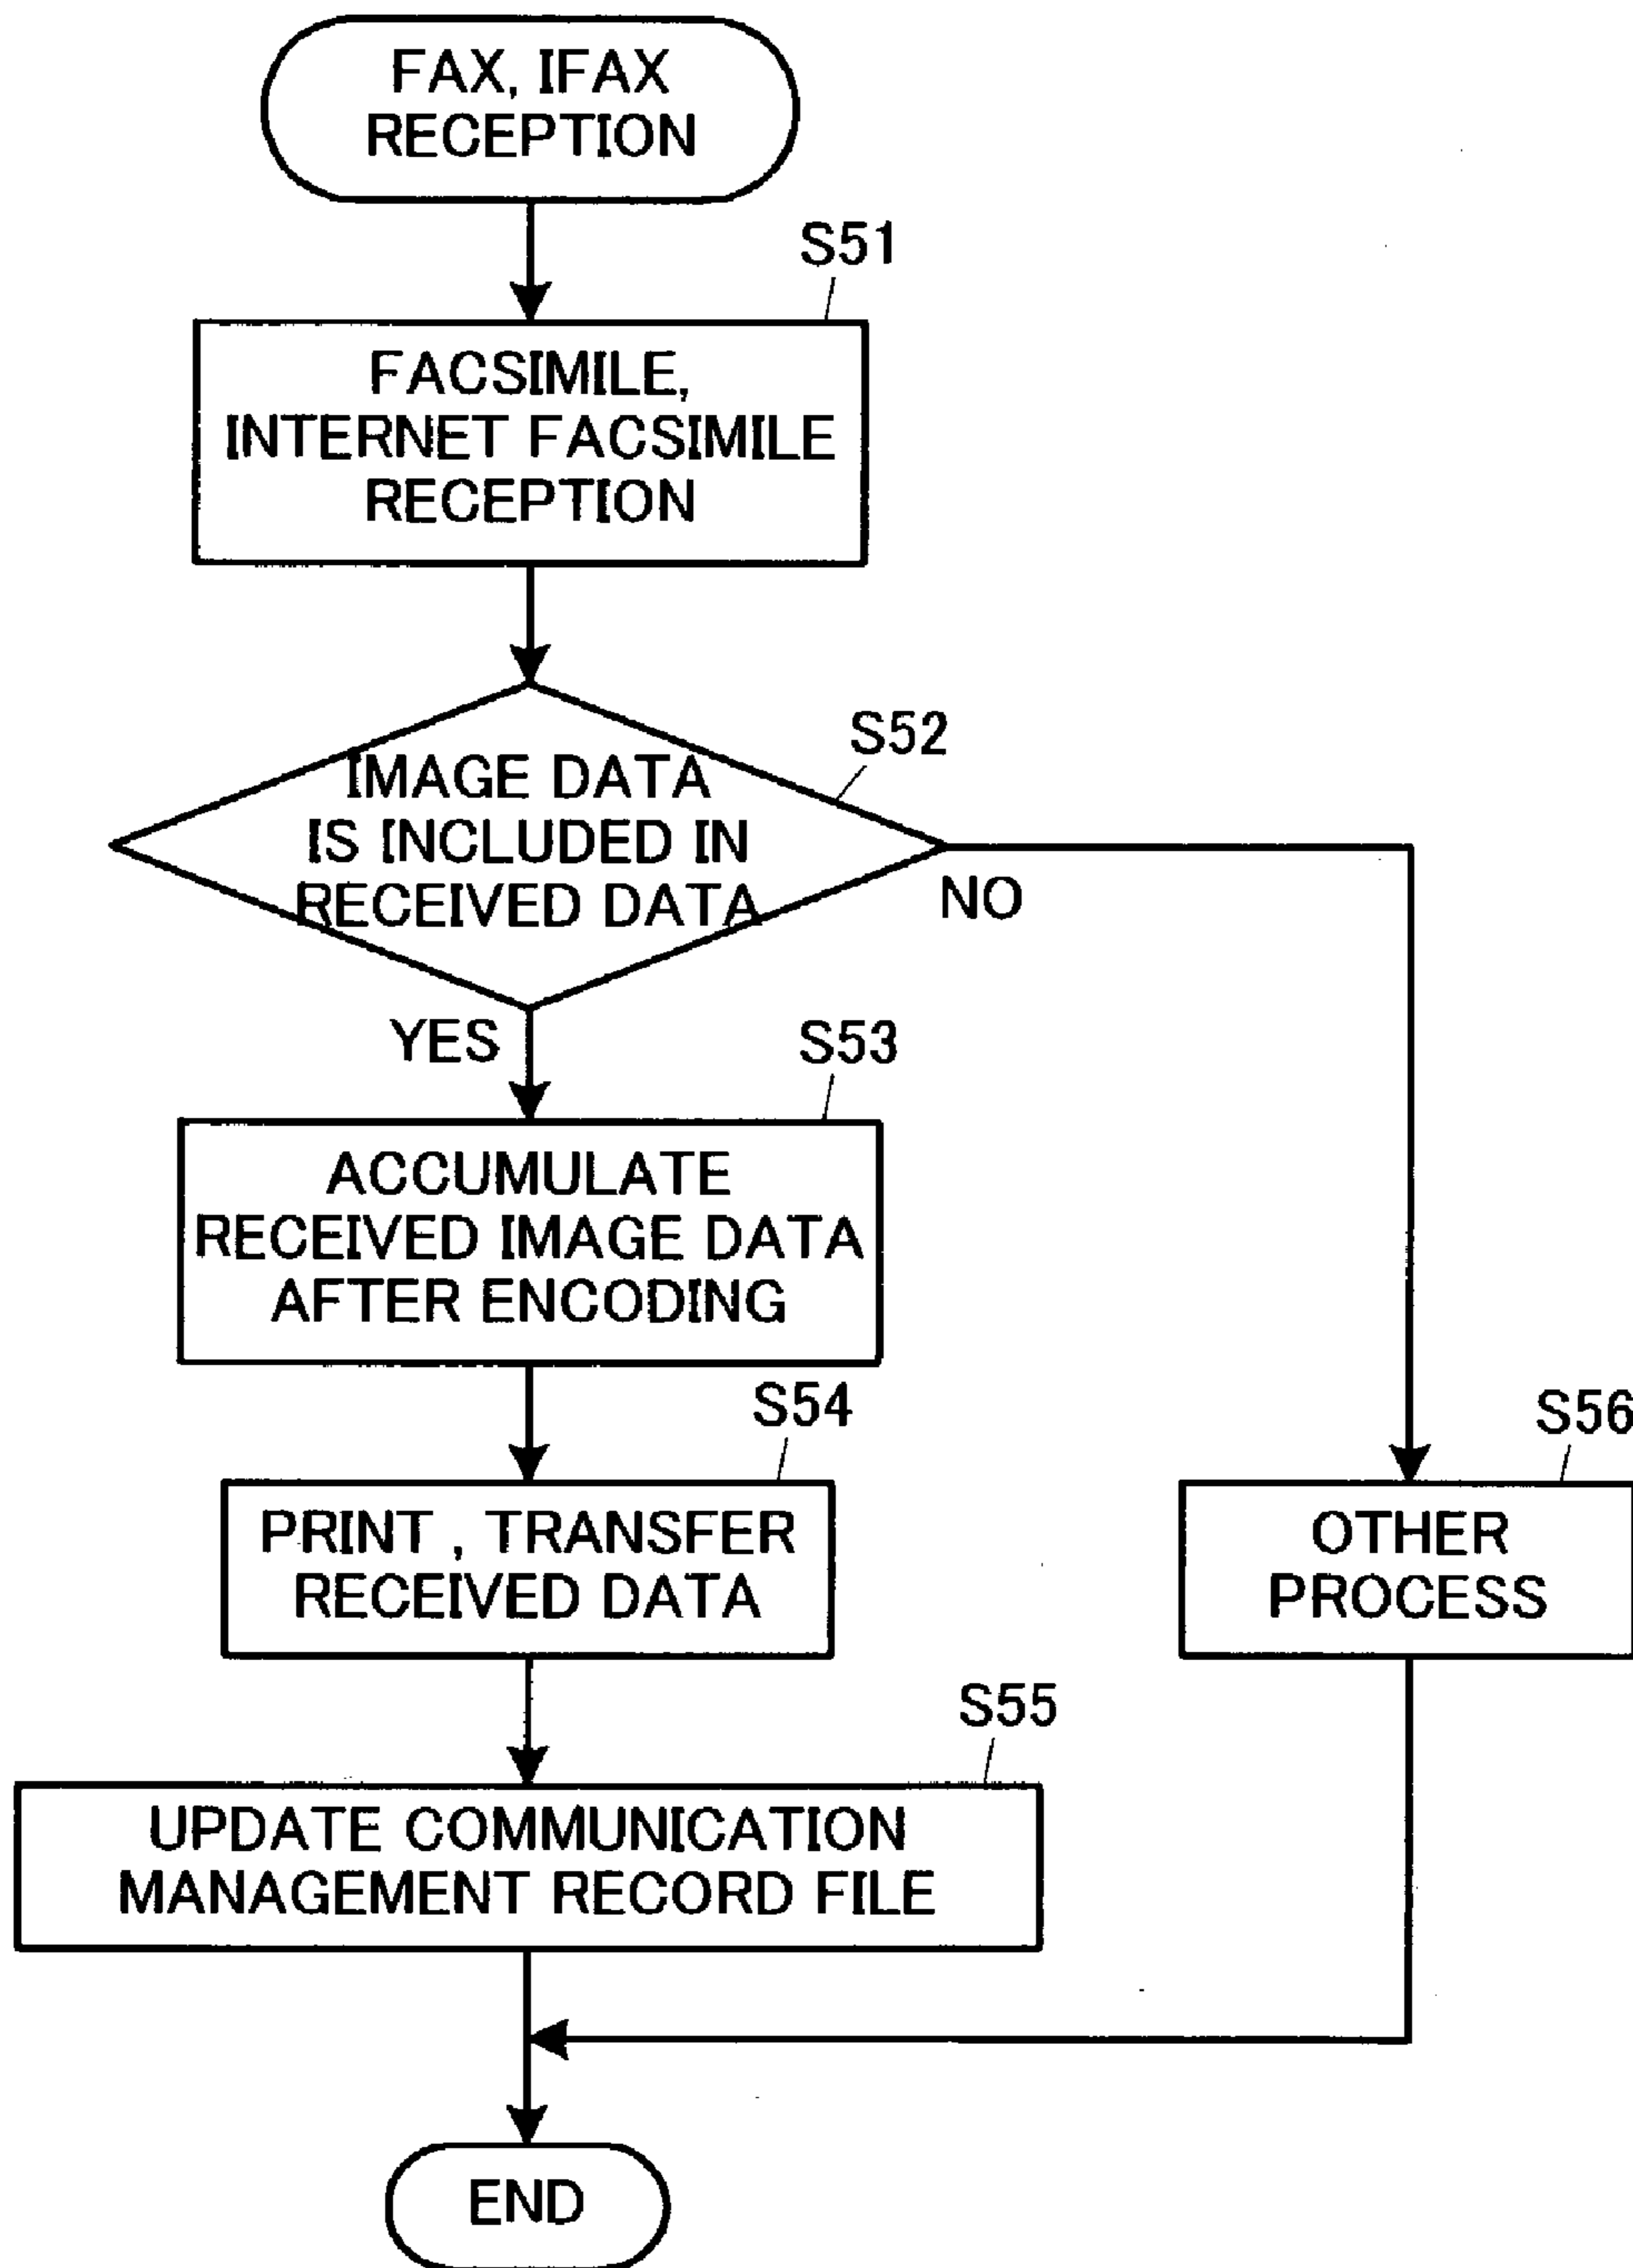 FAX, IFAX
RECEPTION
S51
FACSIMILE,
INTERNET FACSIMILE
RECEPTION
S52
IMAGE DATA
IS INCLUDED IN
RECEIVED DATA
NO
YES
S53
ACCUMULATE
RECEIVED IMAGE DATA
AFTER ENCODING
S54
PRINT , TRANSFER
RECEIVED DATA
S56
OTHER
PROCESS
S55
UPDATE COMMUNICATION
MANAGEMENT RECORD FILE
END